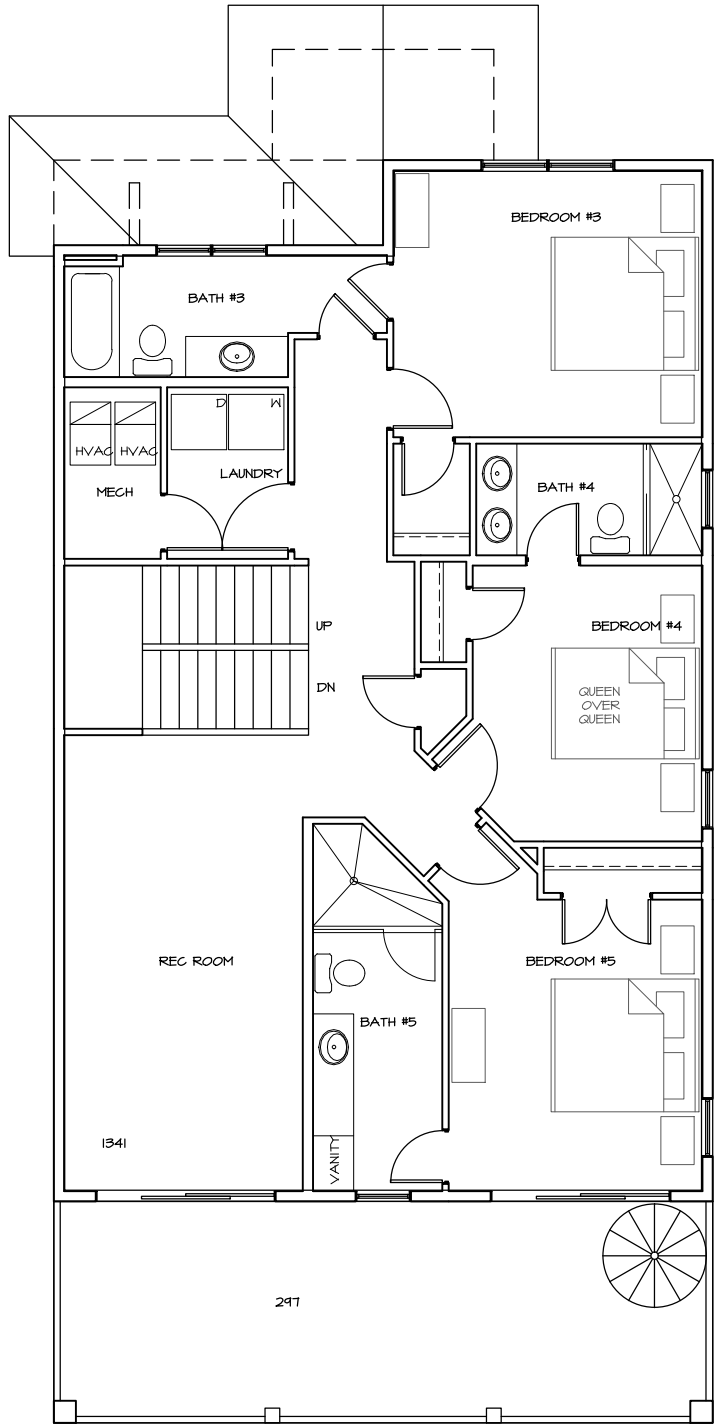 BEDROOM #3
BATH #3
D
W
HVAC
HVAC
LAUNDRY
MECH
BATH #4
UP
BEDROOM #4
DN
QUEEN
OVER
QUEEN
REC ROOM
BEDROOM #5
BATH #5
1341
VANITY
297